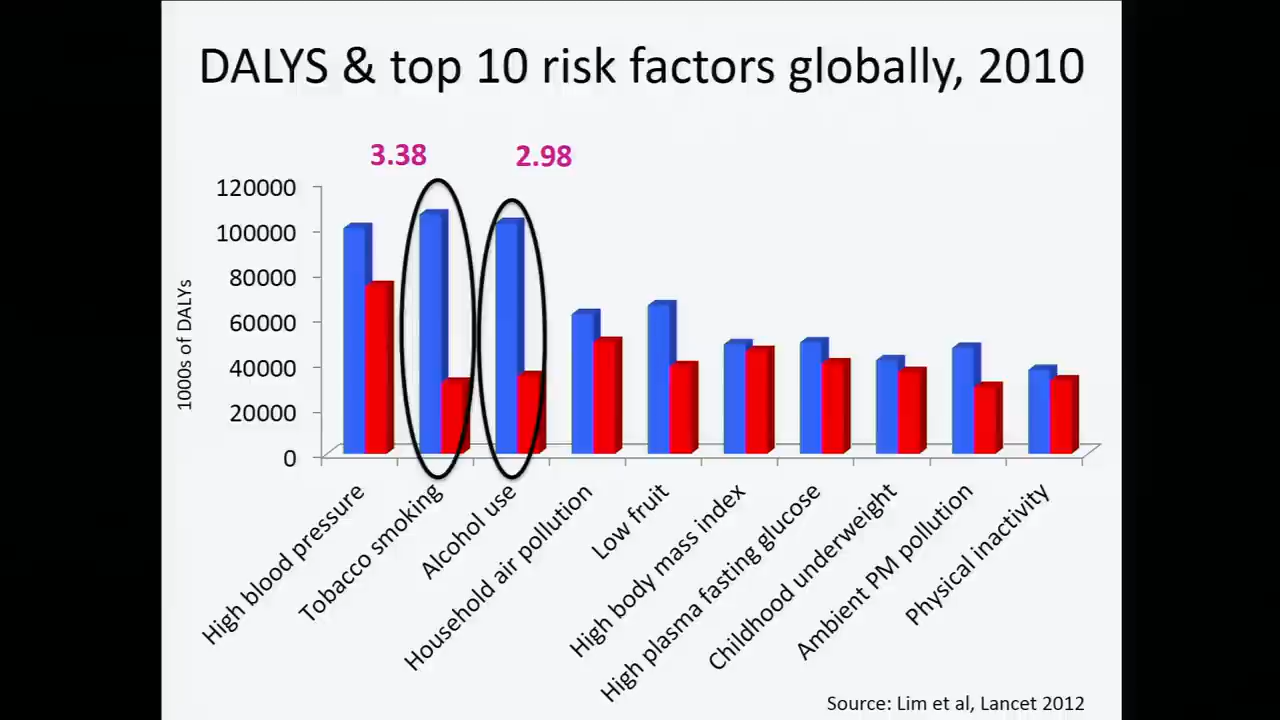 DALYS & top 10 risk factors globally, 2010
3.38
2.98
120000
100000
80000
60000
40000
20000
0
1000s of DALYs
High blood pressure
Tobacco smoking
Alcohol use
Household air pollution
Low fruit
High body mass index
High plasma fasting glucose
Childhood underweight
Ambient PM pollution
Physical inactivity
Source: Lim et al, Lancet 2012